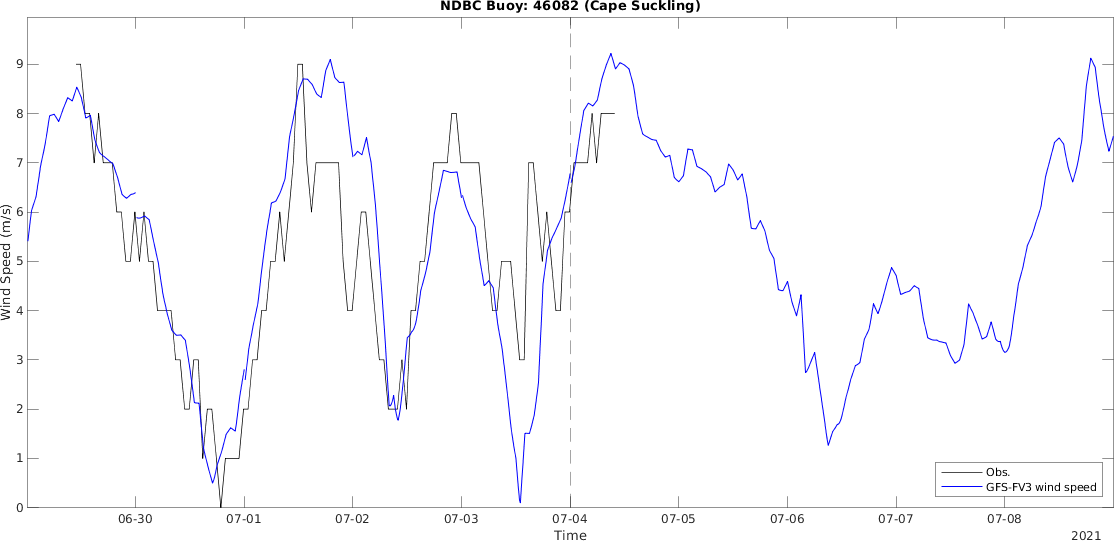 NDBC Buoy: 46082 (Cape Suckling)
9
8
7
6
5
4
3
2
1
0
Wind Speed (m/s)
Obs.
GFS-FV3 wind speed
06-30 07-01 07-02 07-03 07-04 07-05 07-06 07-07 07-08
Time 2021